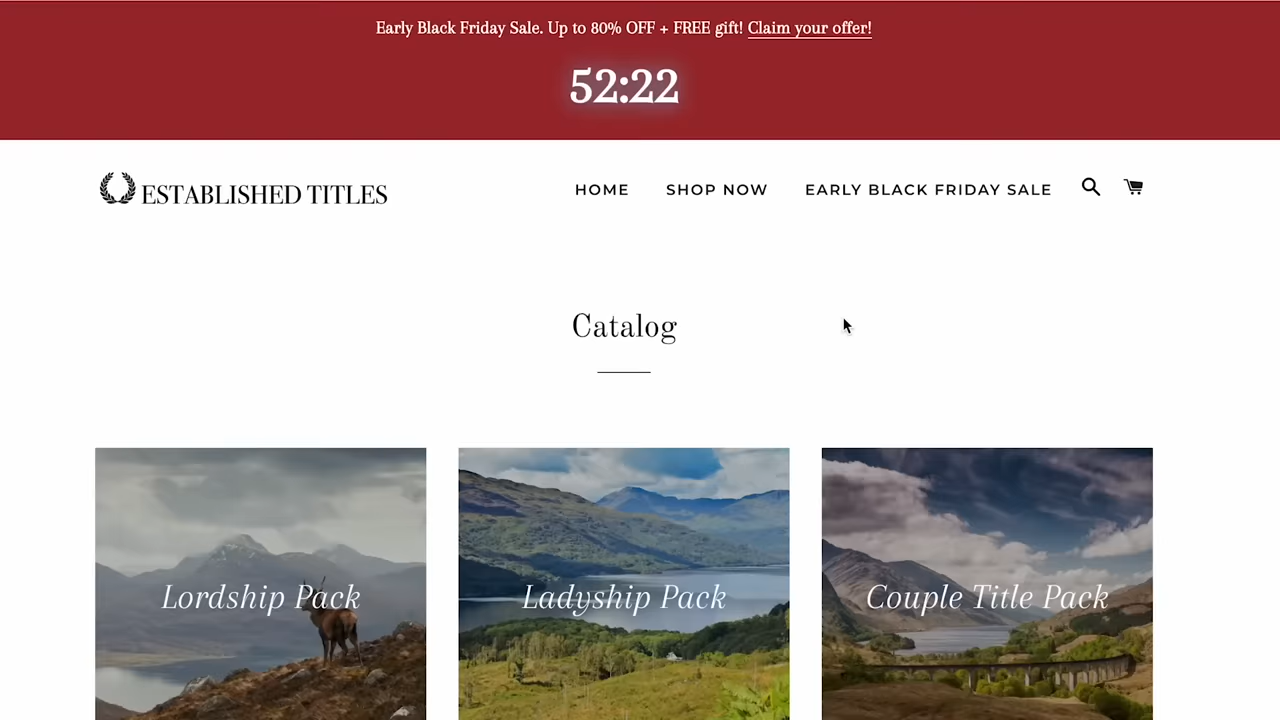 Early Black Friday Sale. Up to 80% OFF + FREE gift! Claim your offer!
52:22
ESTABLISHED TITLES
HOME SHOP NOW EARLY BLACK FRIDAY SALE
Catalog
Lordship Pack
Ladyship Pack
Couple Title Pack